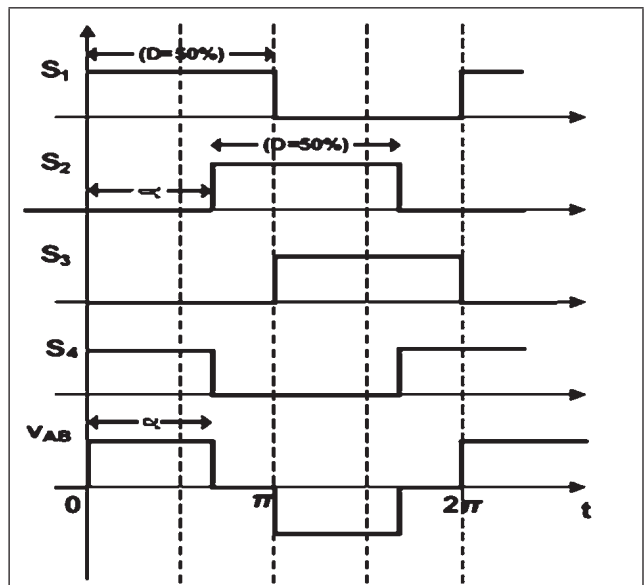 (D=50%)
S₁
(D=50%)
S₂
S₃
S₄
VAB
0 π 2π t